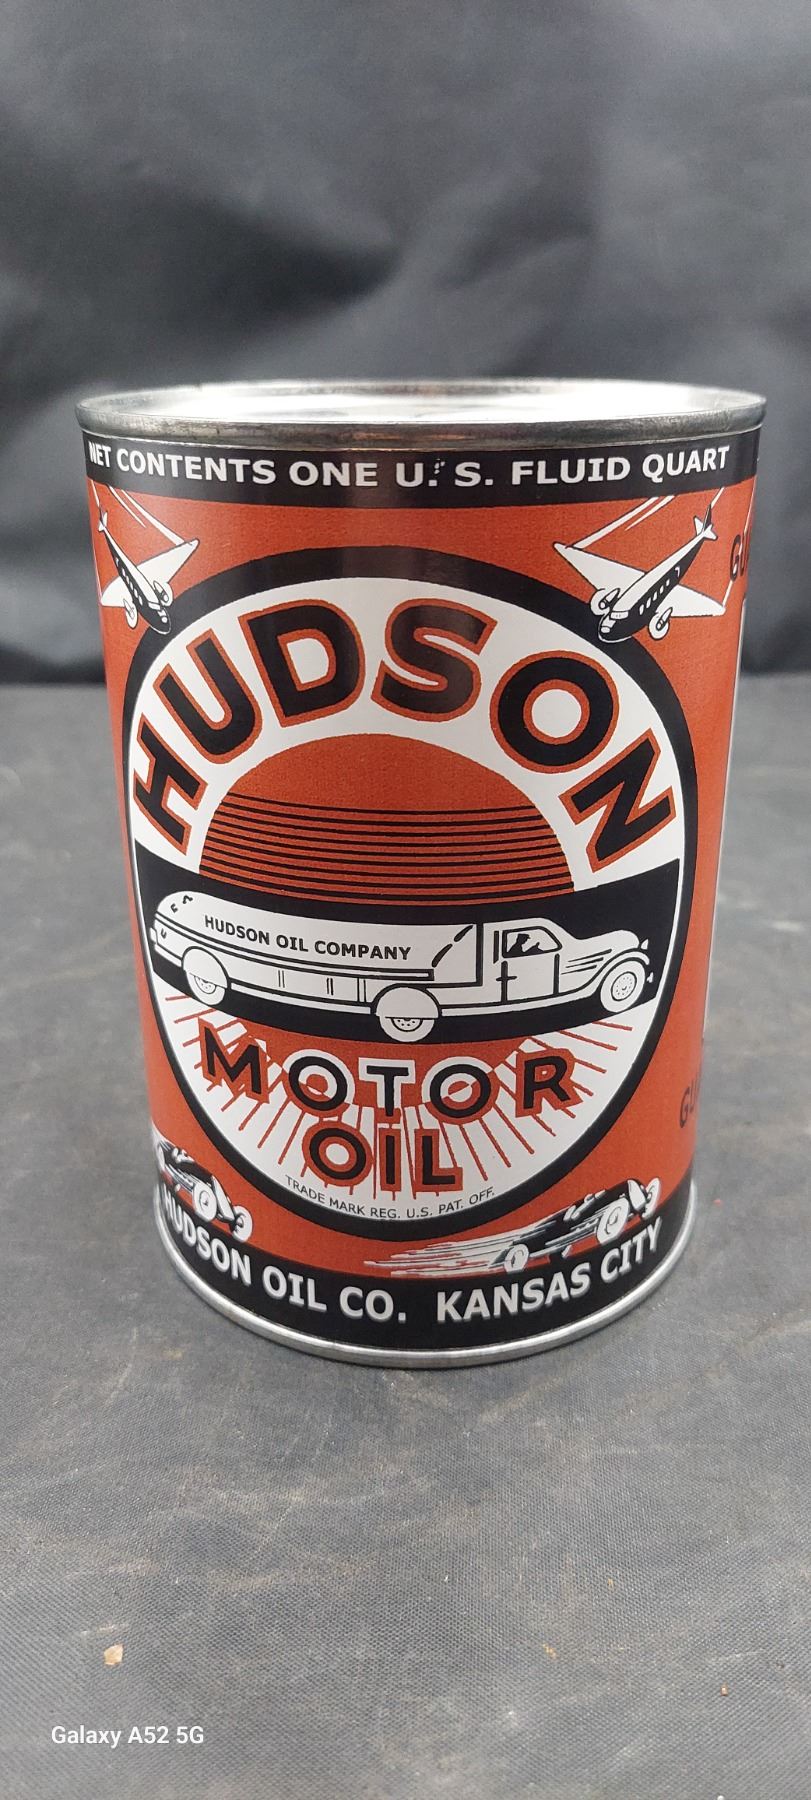 NET CONTENTS ONE U. S. FLUID QUART
HUDSON
HUDSON OIL COMPANY
MOTOR
OIL
TRADE MARK REG. U.S. PAT. OFF.
HUDSON OIL CO. KANSAS CITY
Galaxy A52 5G